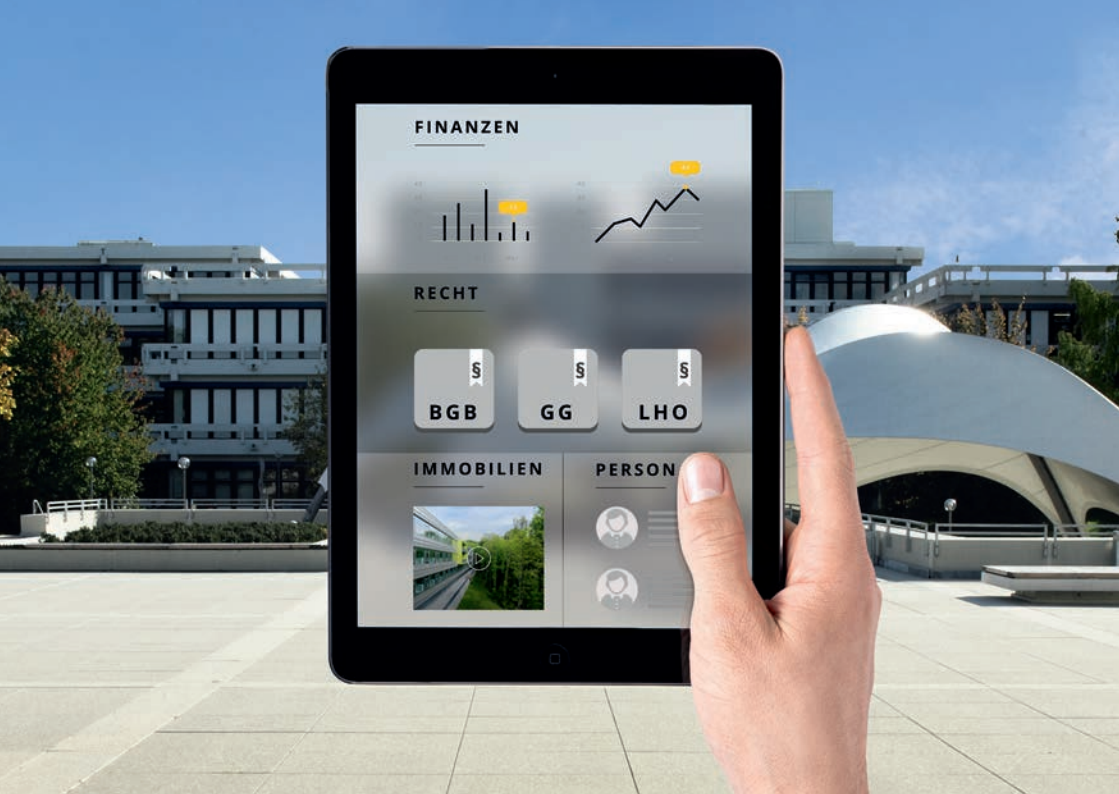 FINANZEN
RECHT
§ § §
BGB GG LHO
IMMOBILIEN PERSON